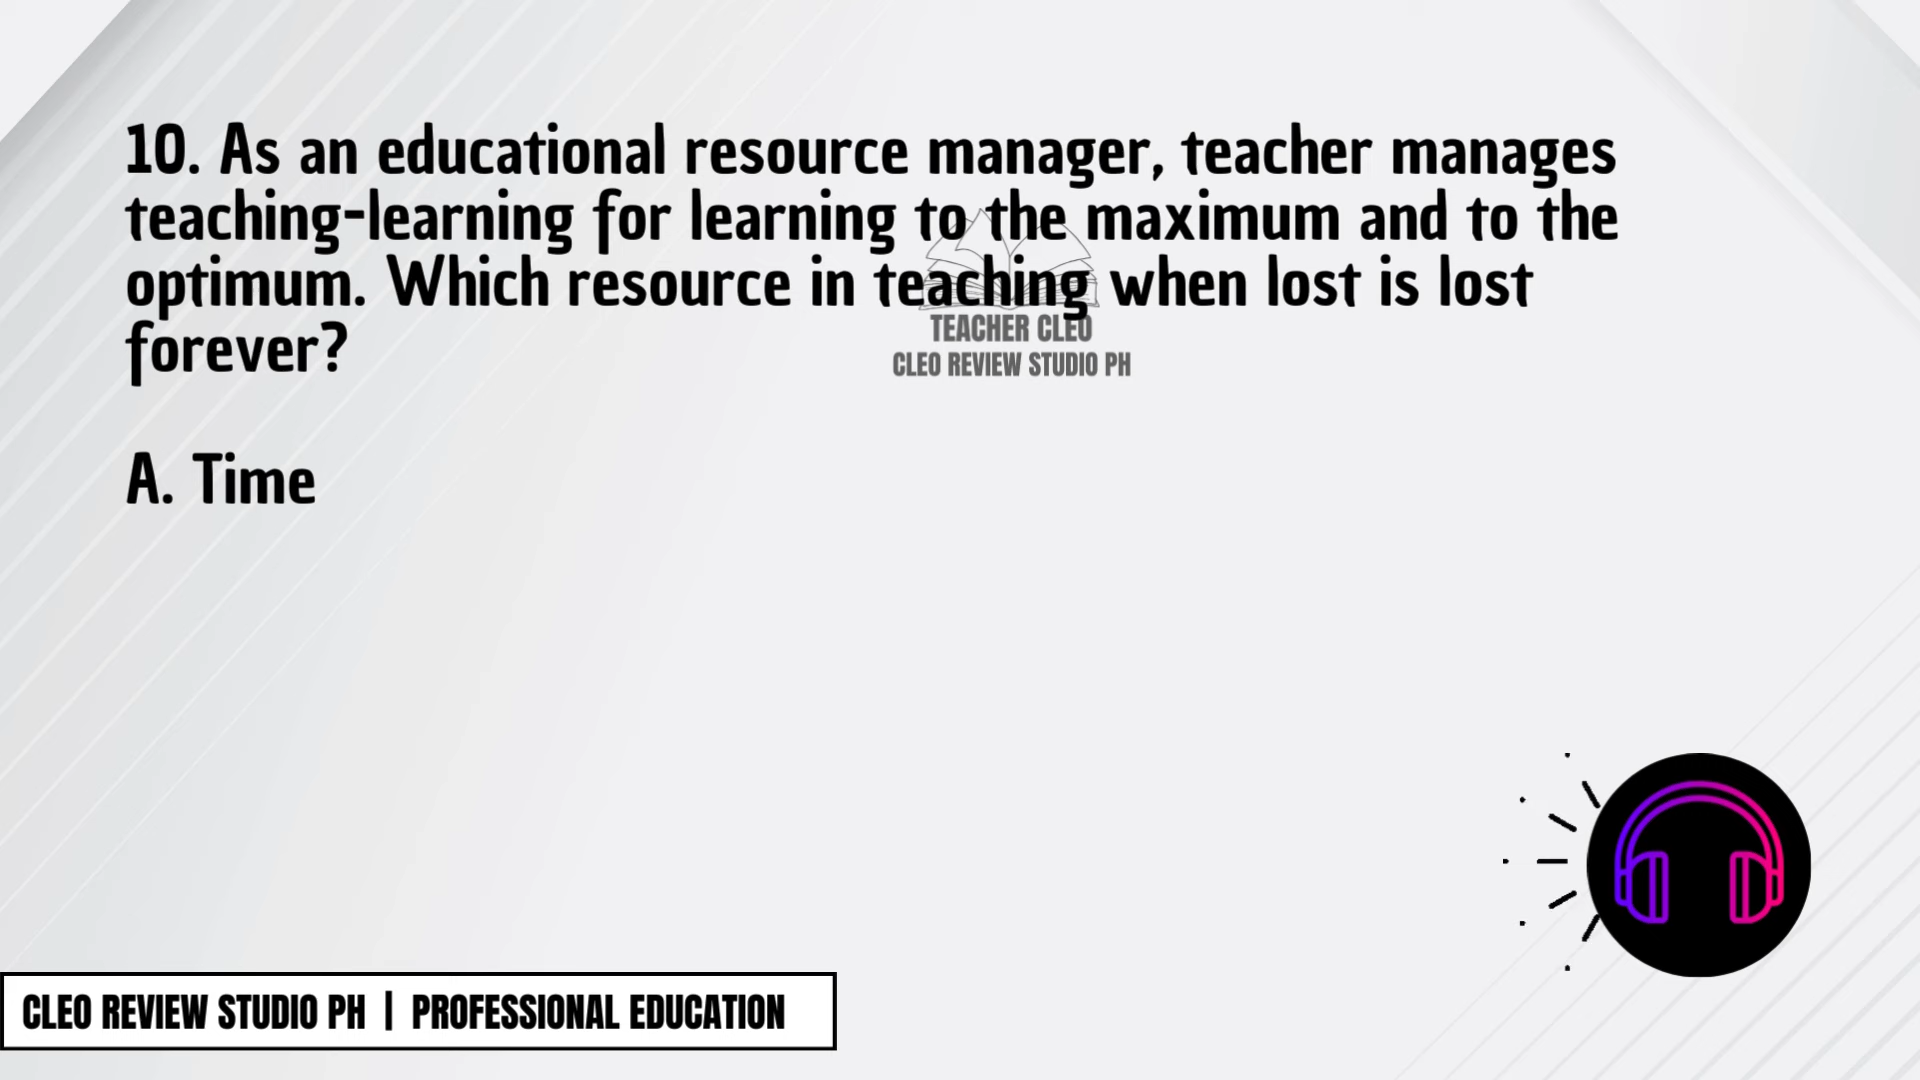 10. As an educational resource manager, teacher manages
teaching-learning for learning to the maximum and to the
optimum. Which resource in teaching when lost is lost
forever?
TEACHER CLEO
CLEO REVIEW STUDIO PH
A. Time
CLEO REVIEW STUDIO PH | PROFESSIONAL EDUCATION